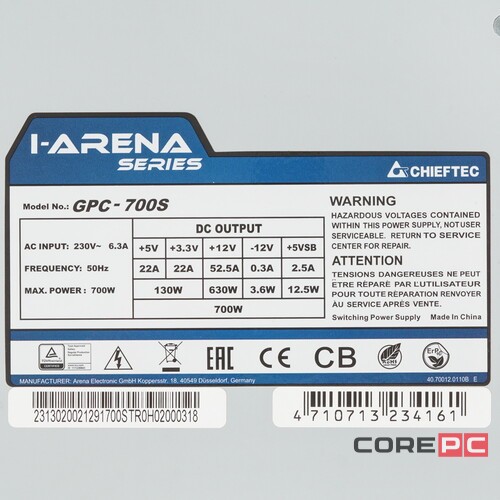 I-ARENA
SERIES
CHIEFTEC
Model No.: GPC-700S
DC OUTPUT
AC INPUT: 230V~ 6.3A
+5V +3.3V +12V -12V +5VSB
FREQUENCY: 50Hz
22A 22A 52.5A 0.3A 2.5A
MAX. POWER: 700W
130W 630W 3.6W 12.5W
700W
WARNING
HAZARDOUS VOLTAGES CONTAINED
WITHIN THIS POWER SUPPLY, NOT USER
SERVICEABLE. RETURN TO SERVICE
CENTER FOR REPAIR.
ATTENTION
TENSIONS DANGEREUSES NE PEUT
ÊTRE RÉPARÉ PAR L'UTILISATEUR
POUR TOUTE RÉPARATION RETOURNEZ
AU SERVICE APRÈS VENTE.
Switching Power Supply Made In China
TÜVRheinland
CERTIFIED
EAC CE CB ErP
MANUFACTURER: Arena Electronic GmbH Koppersstr. 18, 40549 Düsseldorf, Germany
40.70012.0110B E
2313020021291700STR0H02000318
4 710713 234161
COREPC